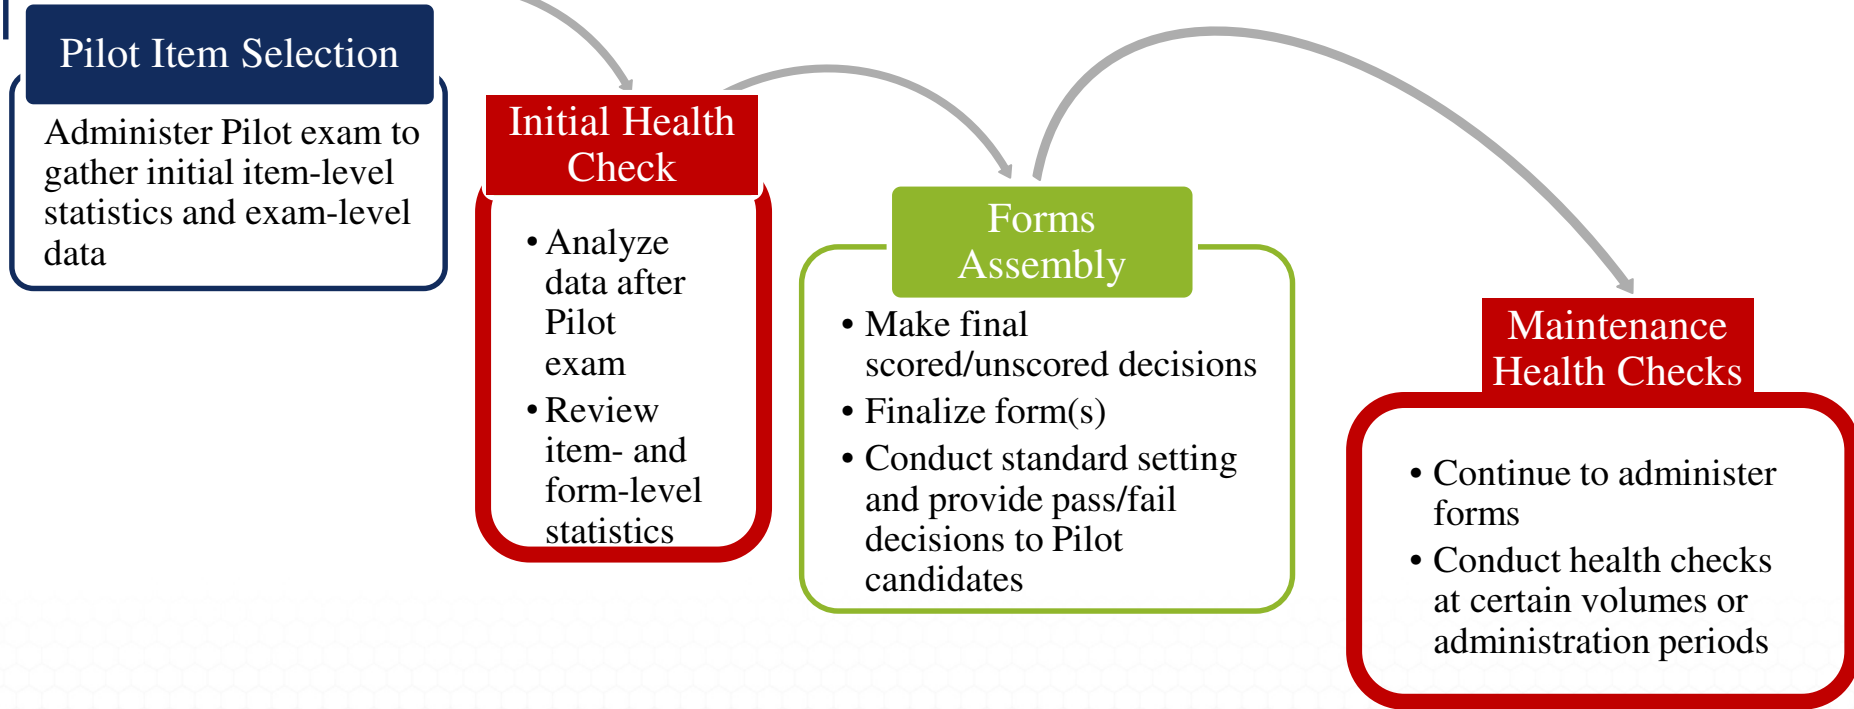 Pilot Item Selection
Administer Pilot exam to
gather initial item-level
statistics and exam-level
data
Initial Health
Check
• Analyze
data after
Pilot
exam
• Review
item- and
form-level
statistics
Forms
Assembly
• Make final
scored/unscored decisions
• Finalize form(s)
• Conduct standard setting
and provide pass/fail
decisions to Pilot
candidates
Maintenance
Health Checks
• Continue to administer
forms
• Conduct health checks
at certain volumes or
administration periods